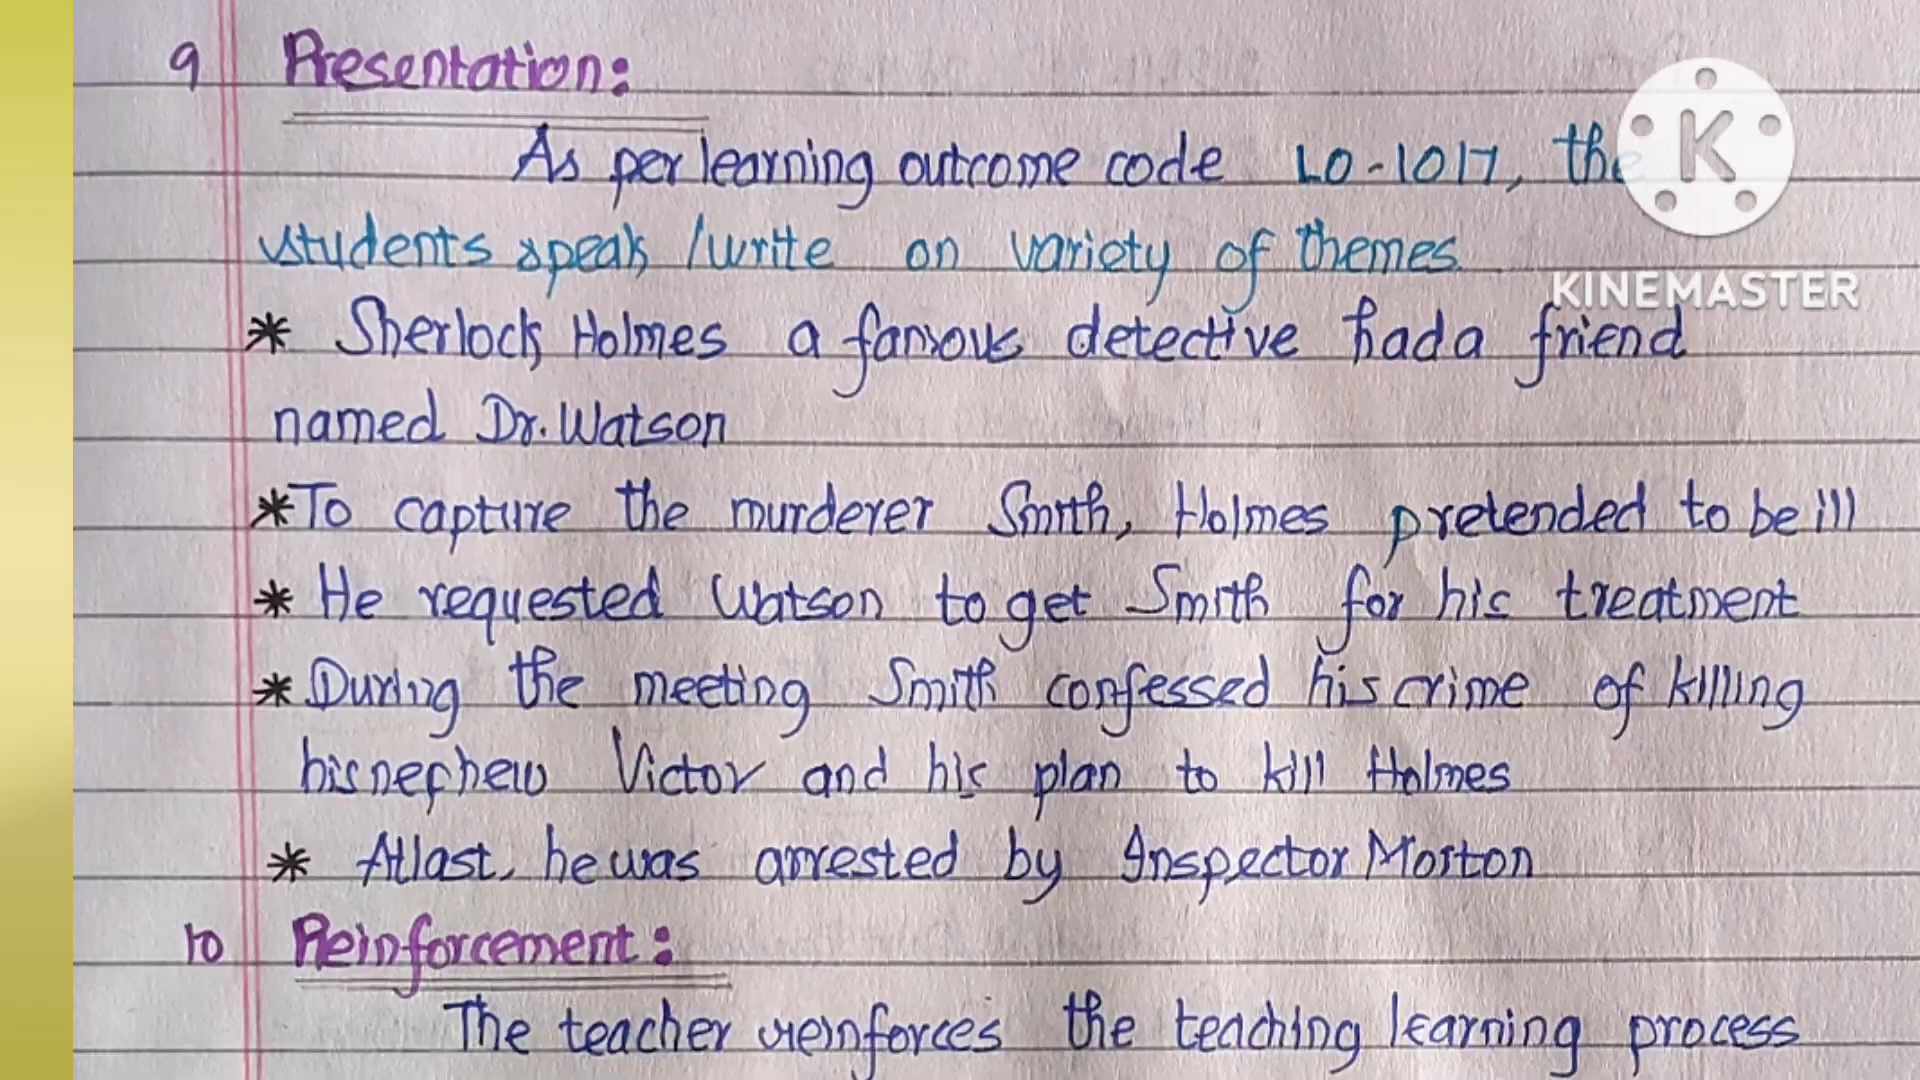 9 Presentation:
As per learning outcome code LO-1017, the
students speak /write on variety of themes.
* Sherlock Holmes a famous detective had a friend
named Dr. Watson
* To capture the murderer Smith, Holmes pretended to be ill
* He requested Watson to get Smith for his treatment
* During the meeting Smith confessed his crime of killing
his nephew Victor and his plan to kill Holmes
* At last, he was arrested by Inspector Morton
10 Reinforcement:
The teacher reinforces the teaching learning process
K
KINEMASTER